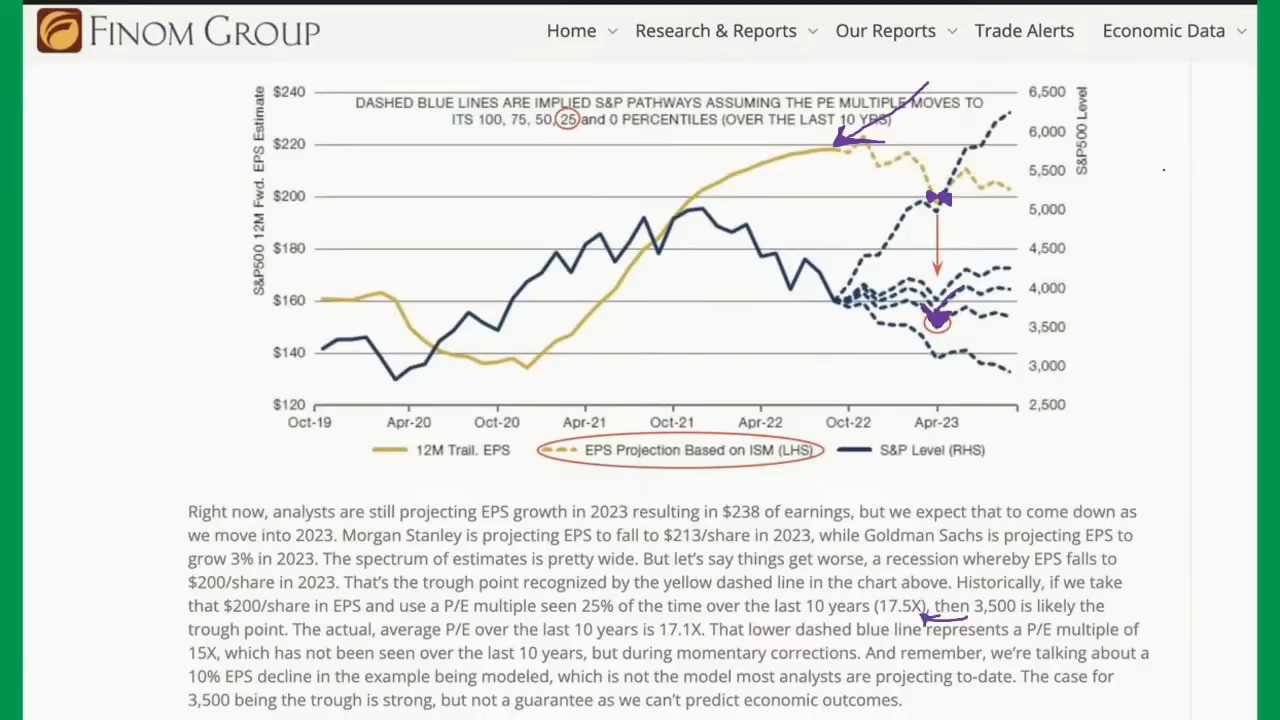 FINOM GROUP
Home Research & Reports Our Reports Trade Alerts Economic Data
DASHED BLUE LINES ARE IMPLIED S&P PATHWAYS ASSUMING THE PE MULTIPLE MOVES TO
ITS 100, 75, 50, 25 and 0 PERCENTILES (OVER THE LAST 10 YRS)
S&P500 12M Fwd. EPS Estimate
$240
$220
$200
$180
$160
$140
$120
6,500
6,000
5,500
5,000
4,500
4,000
3,500
3,000
2,500
S&P500 Level
Oct-19 Apr-20 Oct-20 Apr-21 Oct-21 Apr-22 Oct-22 Apr-23
12M Trail. EPS EPS Projection Based on ISM (LHS) S&P Level (RHS)
Right now, analysts are still projecting EPS growth in 2023 resulting in $238 of earnings, but we expect that to come down as
we move into 2023. Morgan Stanley is projecting EPS to fall to $213/share in 2023, while Goldman Sachs is projecting EPS to
grow 3% in 2023. The spectrum of estimates is pretty wide. But let's say things get worse, a recession whereby EPS falls to
$200/share in 2023. That's the trough point recognized by the yellow dashed line in the chart above. Historically, if we take
that $200/share in EPS and use a P/E multiple seen 25% of the time over the last 10 years (17.5X), then 3,500 is likely the
trough point. The actual, average P/E over the last 10 years is 17.1X. That lower dashed blue line represents a P/E multiple of
15X, which has not been seen over the last 10 years, but during momentary corrections. And remember, we're talking about a
10% EPS decline in the example being modeled, which is not the model most analysts are projecting to-date. The case for
3,500 being the trough is strong, but not a guarantee as we can't predict economic outcomes.